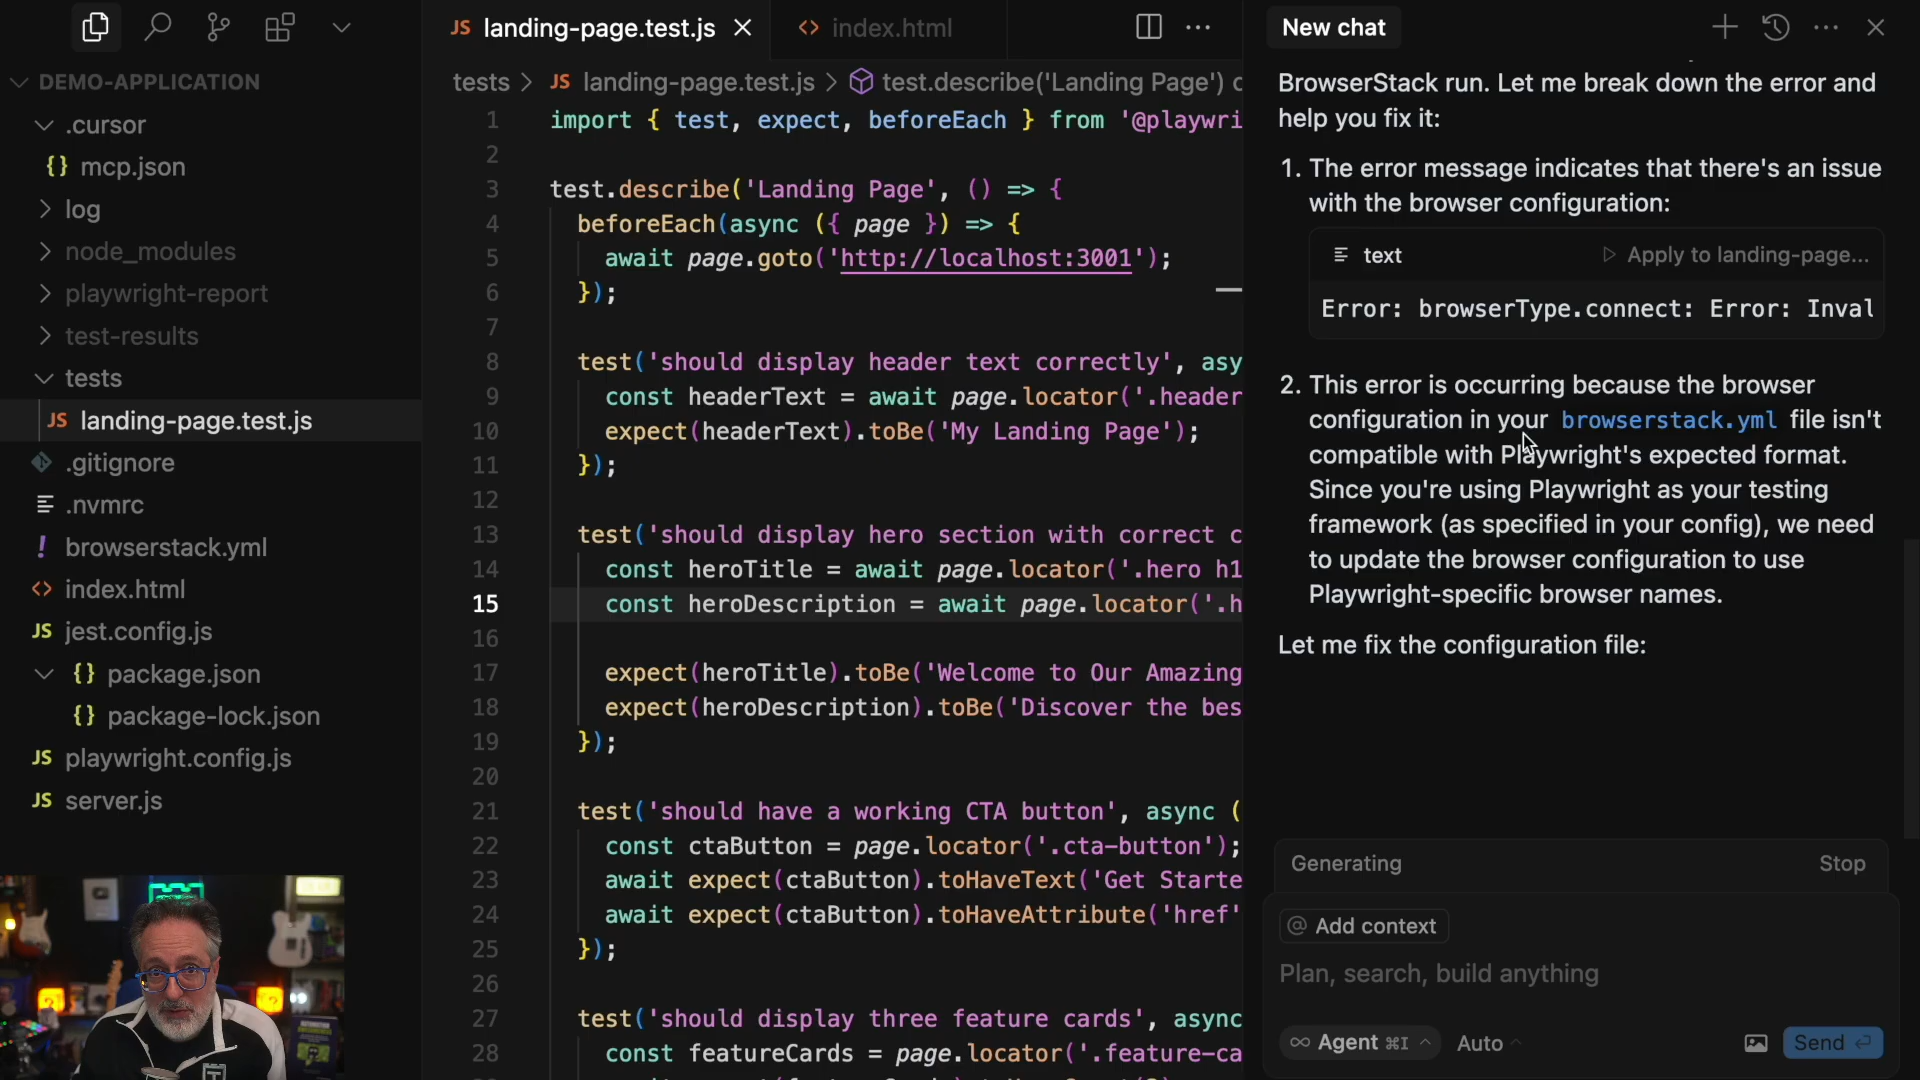 DEMO-APPLICATION
.cursor
{} mcp.json
log
node_modules
playwright-report
test-results
tests
JS landing-page.test.js
.gitignore
.nvmrc
! browserstack.yml
<> index.html
JS jest.config.js
{} package.json
{} package-lock.json
JS playwright.config.js
JS server.js
JS landing-page.test.js
<> index.html
tests > JS landing-page.test.js > test.describe('Landing Page') c
1 import { test, expect, beforeEach } from '@playwri
2
3 test.describe('Landing Page', () => {
4 beforeEach(async ({ page }) => {
5 await page.goto('http://localhost:3001');
6 });
7
8 test('should display header text correctly', asy
9 const headerText = await page.locator('.header
10 expect(headerText).toBe('My Landing Page');
11 });
12
13 test('should display hero section with correct c
14 const heroTitle = await page.locator('.hero h1
15 const heroDescription = await page.locator('.h
16
17 expect(heroTitle).toBe('Welcome to Our Amazing
18 expect(heroDescription).toBe('Discover the bes
19 });
20
21 test('should have a working CTA button', async (
22 const ctaButton = page.locator('.cta-button');
23 await expect(ctaButton).toHaveText('Get Starte
24 await expect(ctaButton).toHaveAttribute('href'
25 });
26
27 test('should display three feature cards', async
28 const featureCards = page.locator('.feature-ca
New chat
BrowserStack run. Let me break down the error and
help you fix it:
1. The error message indicates that there's an issue
with the browser configuration:
text
Apply to landing-page...
Error: browserType.connect: Error: Inval
2. This error is occurring because the browser
configuration in your browserstack.yml file isn't
compatible with Playwright's expected format.
Since you're using Playwright as your testing
framework (as specified in your config), we need
to update the browser configuration to use
Playwright-specific browser names.
Let me fix the configuration file:
Generating
Stop
@ Add context
Plan, search, build anything
∞ Agent ⌘I
Auto
Send